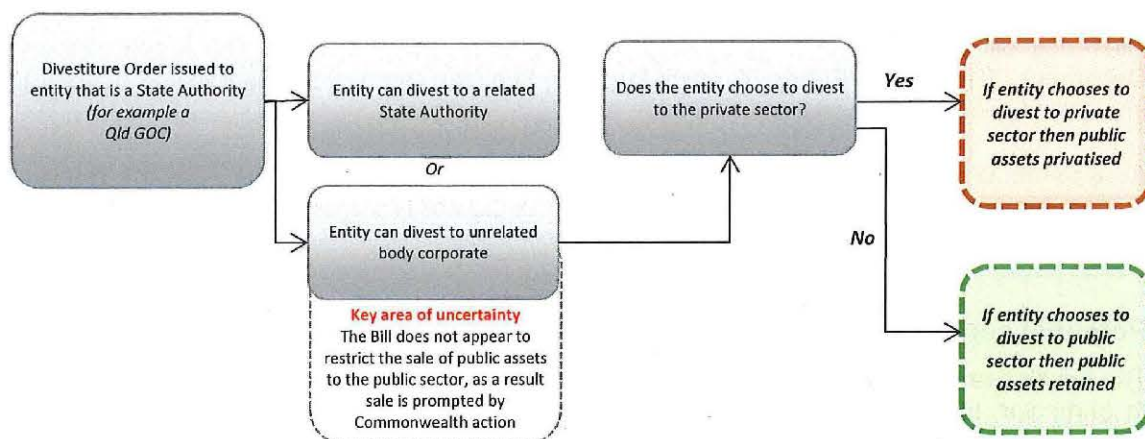 Divestiture Order issued to
entity that is a State Authority
(for example a
Qld GOC)
Entity can divest to a related
State Authority
Or
Entity can divest to unrelated
body corporate
Key area of uncertainty
The Bill does not appear to
restrict the sale of public assets
to the public sector, as a result
sale is prompted by
Commonwealth action
Does the entity choose to divest
to the private sector?
Yes
If entity chooses to
divest to private
sector then public
assets privatised
No
If entity chooses to
divest to public
sector then public
assets retained